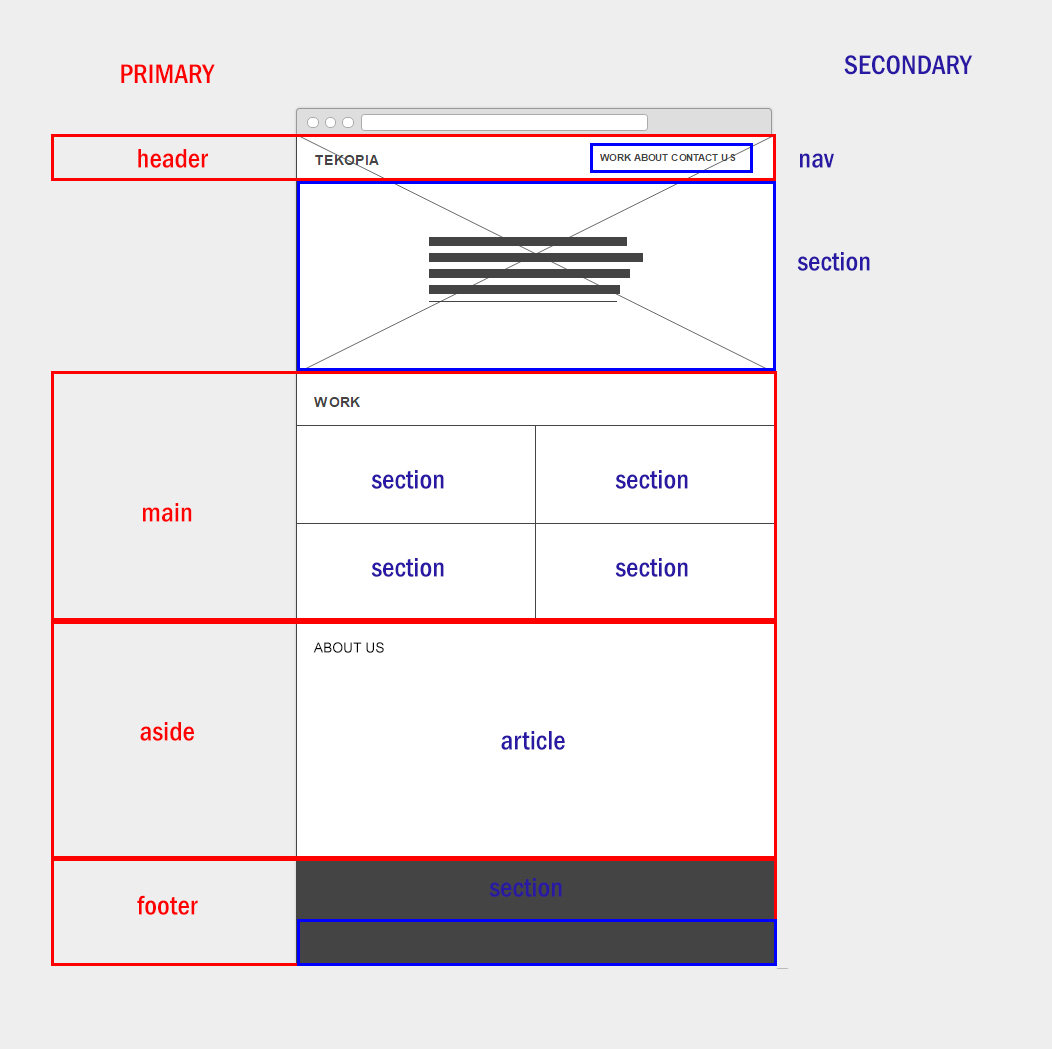 PRIMARY
SECONDARY
header
TEKOPIA
WORK ABOUT CONTACT US
nav
section
WORK
main
section
section
section
section
ABOUT US
aside
article
section
footer